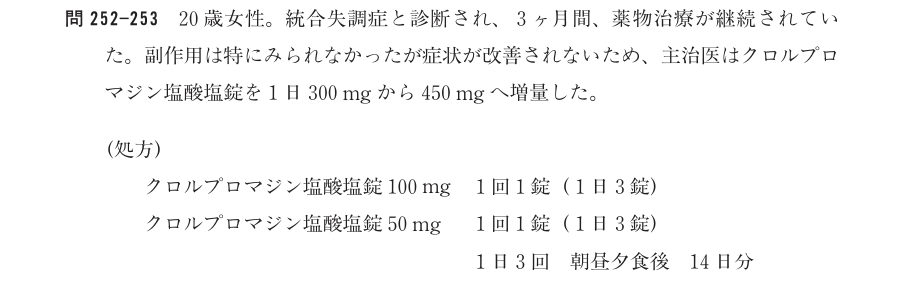 問 252−253 20 歳女性。統合失調症と診断され、3 ヶ月間、薬物治療が継続されてい
た。副作用は特にみられなかったが症状が改善されないため、主治医はクロルプロ
マジン塩酸塩錠を 1 日 300 mg から 450 mg へ増量した。
(処方)
クロルプロマジン塩酸塩錠 100 mg 1 回 1 錠(1 日 3 錠)
クロルプロマジン塩酸塩錠 50 mg 1 回 1 錠(1 日 3 錠)
1 日 3 回 朝昼夕食後 14 日分